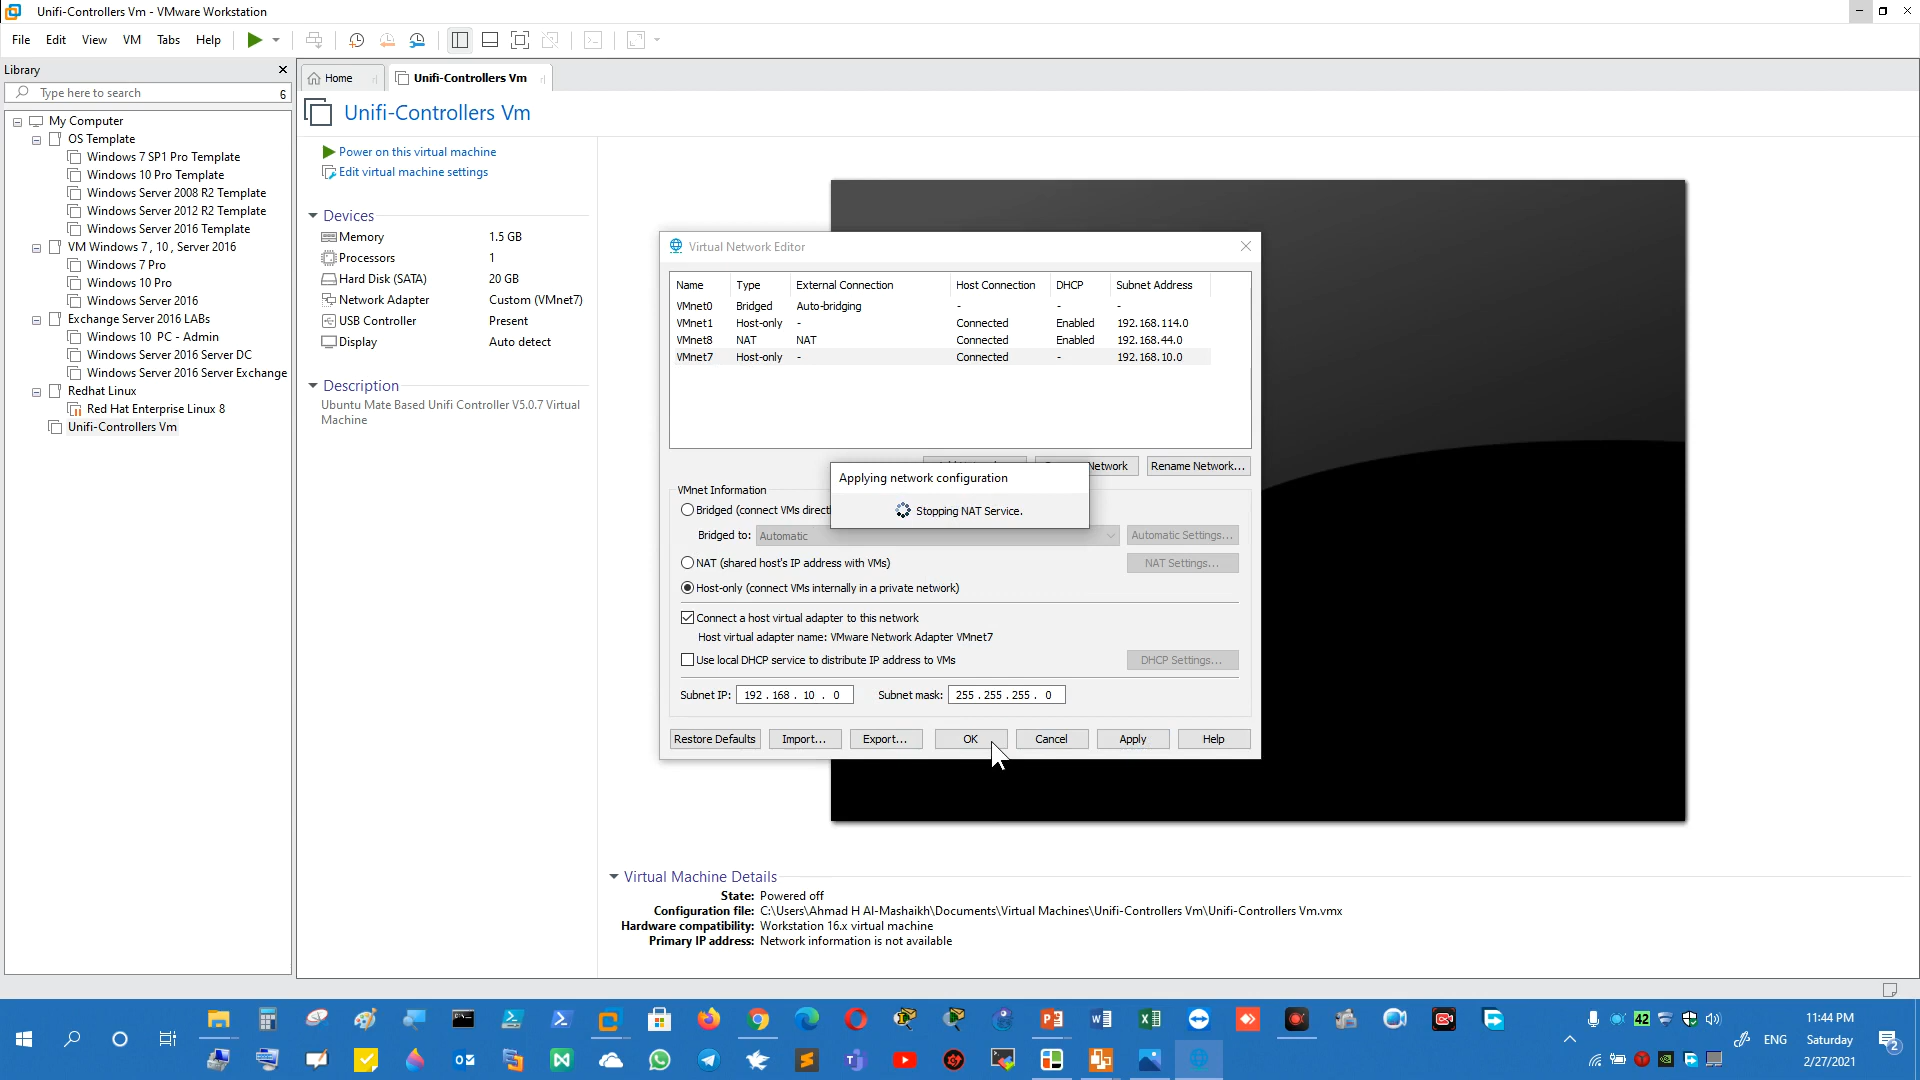 Unifi-Controllers Vm - VMware Workstation
File Edit View VM Tabs Help
Library
Type here to search 6
My Computer
OS Template
Windows 7 SP1 Pro Template
Windows 10 Pro Template
Windows Server 2008 R2 Template
Windows Server 2012 R2 Template
Windows Server 2016 Template
VM Windows 7 , 10 , Server 2016
Windows 7 Pro
Windows 10 Pro
Windows Server 2016
Exchange Server 2016 LABs
Windows 10 PC - Admin
Windows Server 2016 Server DC
Windows Server 2016 Server Exchange
Redhat Linux
Red Hat Enterprise Linux 8
Unifi-Controllers Vm
Home Unifi-Controllers Vm
Unifi-Controllers Vm
Power on this virtual machine
Edit virtual machine settings
Devices
Memory 1.5 GB
Processors 1
Hard Disk (SATA) 20 GB
Network Adapter Custom (VMnet7)
USB Controller Present
Display Auto detect
Description
Ubuntu Mate Based Unifi Controller V5.0.7 Virtual
Machine
Virtual Network Editor
Name Type External Connection Host Connection DHCP Subnet Address
VMnet0 Bridged Auto-bridging - - -
VMnet1 Host-only - Connected Enabled 192.168.114.0
VMnet8 NAT NAT Connected Enabled 192.168.44.0
VMnet7 Host-only - Connected - 192.168.10.0
Network Rename Network...
Applying network configuration
Stopping NAT Service.
VMnet Information
Bridged (connect VMs direct
Bridged to: Automatic Automatic Settings...
NAT (shared host's IP address with VMs) NAT Settings...
Host-only (connect VMs internally in a private network)
Connect a host virtual adapter to this network
Host virtual adapter name: VMware Network Adapter VMnet7
Use local DHCP service to distribute IP address to VMs DHCP Settings...
Subnet IP: 192 . 168 . 10 . 0 Subnet mask: 255 . 255 . 255 . 0
Restore Defaults Import... Export... OK Cancel Apply Help
Virtual Machine Details
State: Powered off
Configuration file: C:\Users\Ahmad H Al-Mashaikh\Documents\Virtual Machines\Unifi-Controllers Vm\Unifi-Controllers Vm.vmx
Hardware compatibility: Workstation 16.x virtual machine
Primary IP address: Network information is not available
42
ENG
11:44 PM
Saturday
2/27/2021
2